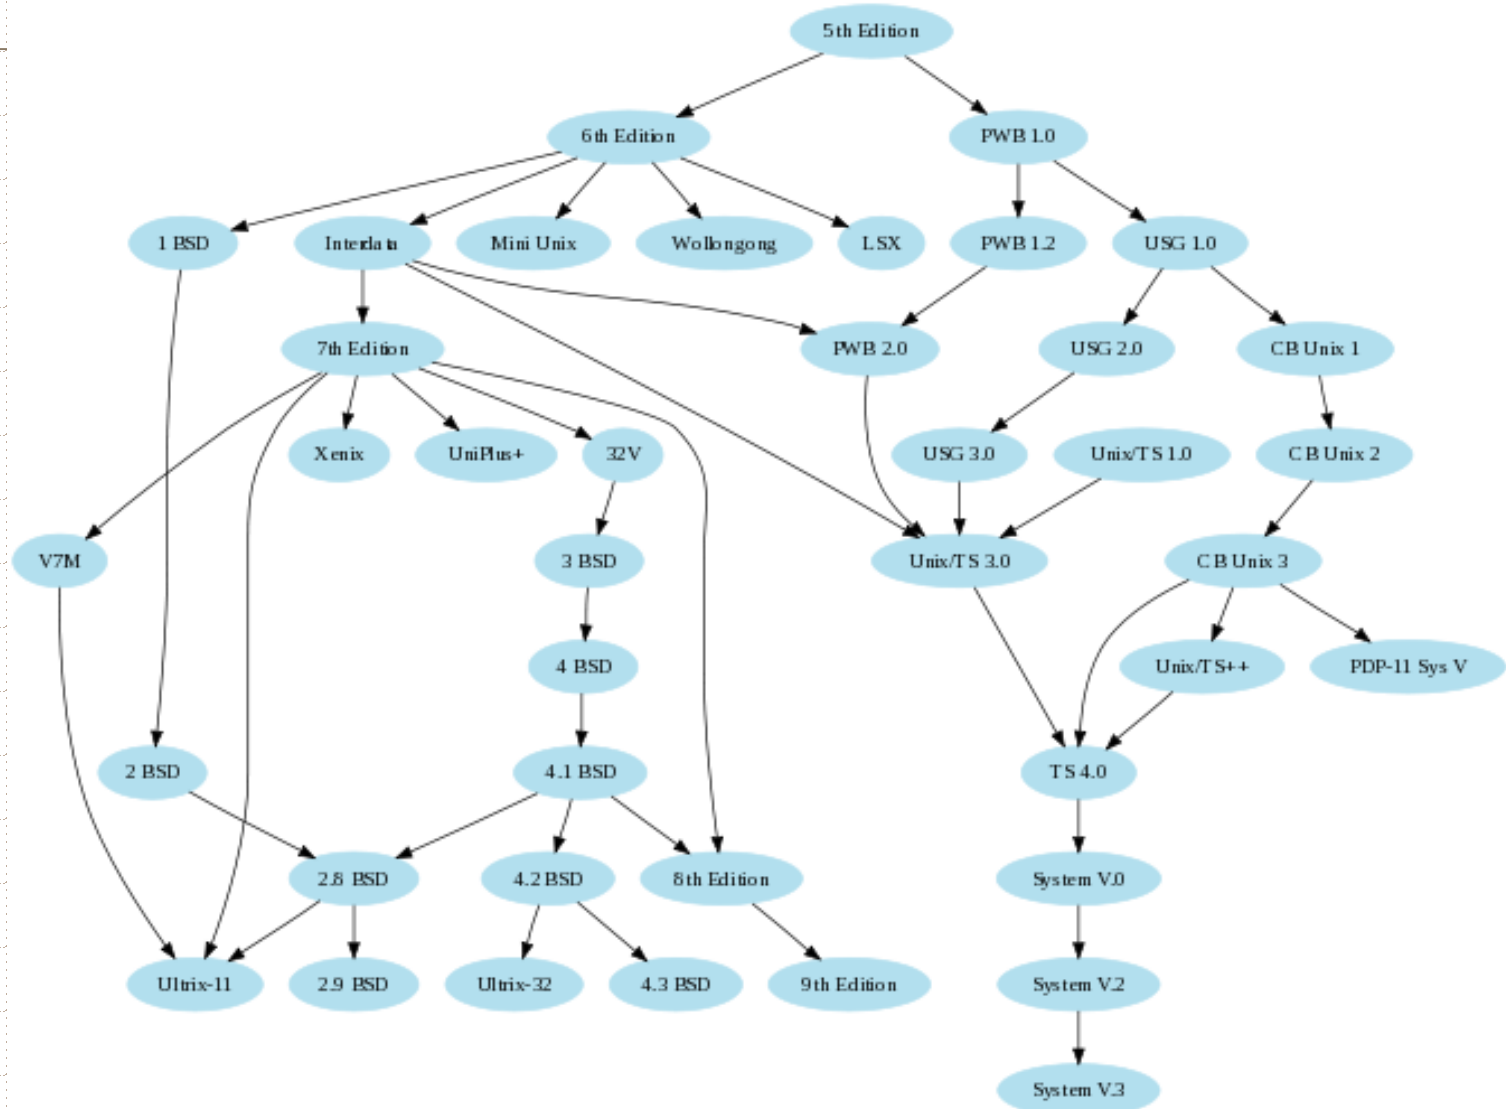 5th Edition
6th Edition
PWB 1.0
1 BSD
Interdata
Mini Unix
Wollongong
LSX
PWB 1.2
USG 1.0
7th Edition
PWB 2.0
USG 2.0
CB Unix 1
Xenix
UniPlus+
32V
USG 3.0
Unix/TS 1.0
CB Unix 2
V7M
3 BSD
Unix/TS 3.0
CB Unix 3
4 BSD
Unix/TS++
PDP-11 Sys V
2 BSD
4.1 BSD
TS 4.0
2.8 BSD
4.2 BSD
8th Edition
System V.0
Ultrix-11
2.9 BSD
Ultrix-32
4.3 BSD
9th Edition
System V.2
System V.3